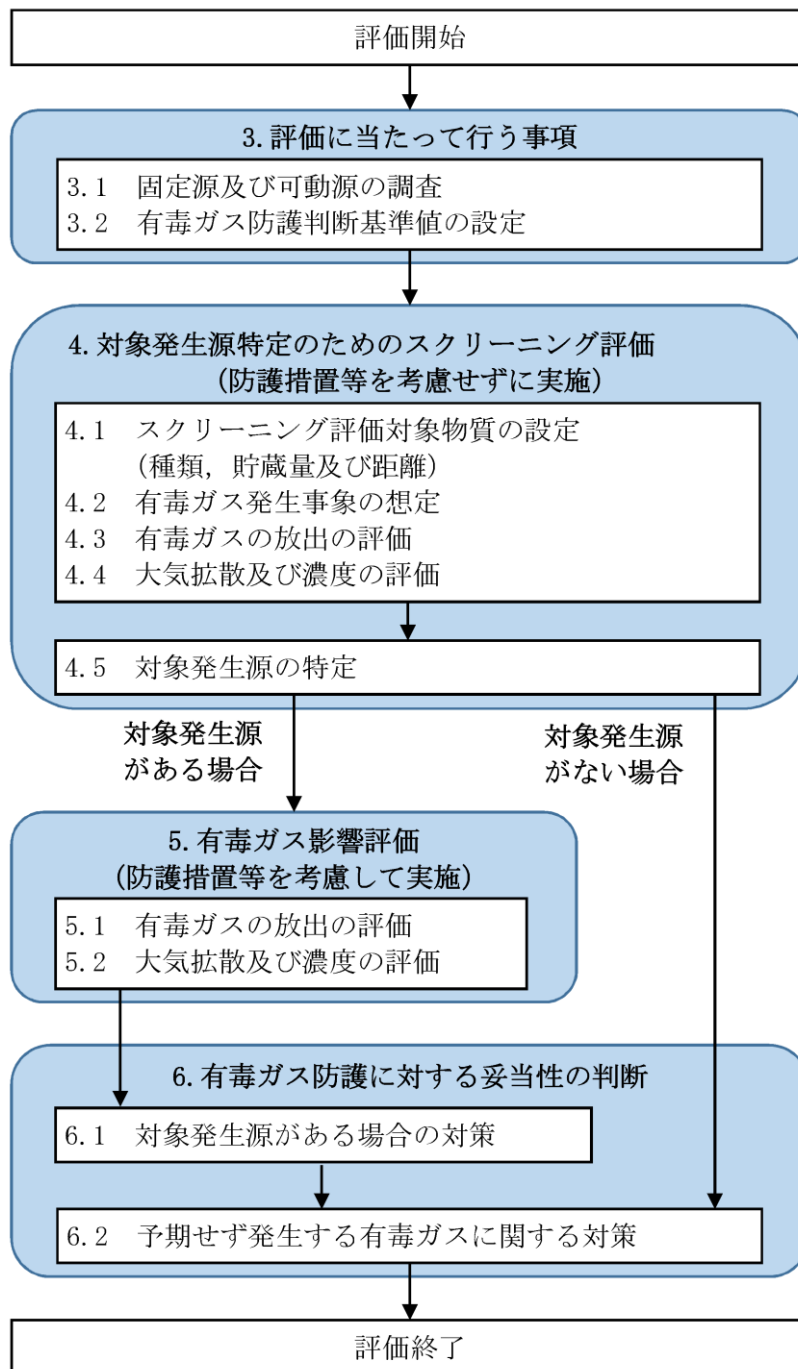 評価開始
3.評価に当たって行う事項
3.1 固定源及び可動源の調査
3.2 有毒ガス防護判断基準値の設定
4.対象発生源特定のためのスクリーニング評価
(防護措置等を考慮せずに実施)
4.1 スクリーニング評価対象物質の設定
(種類，貯蔵量及び距離)
4.2 有毒ガス発生事象の想定
4.3 有毒ガスの放出の評価
4.4 大気拡散及び濃度の評価
4.5 対象発生源の特定
対象発生源
がある場合
対象発生源
がない場合
5.有毒ガス影響評価
(防護措置等を考慮して実施)
5.1 有毒ガスの放出の評価
5.2 大気拡散及び濃度の評価
6.有毒ガス防護に対する妥当性の判断
6.1 対象発生源がある場合の対策
6.2 予期せず発生する有毒ガスに関する対策
評価終了